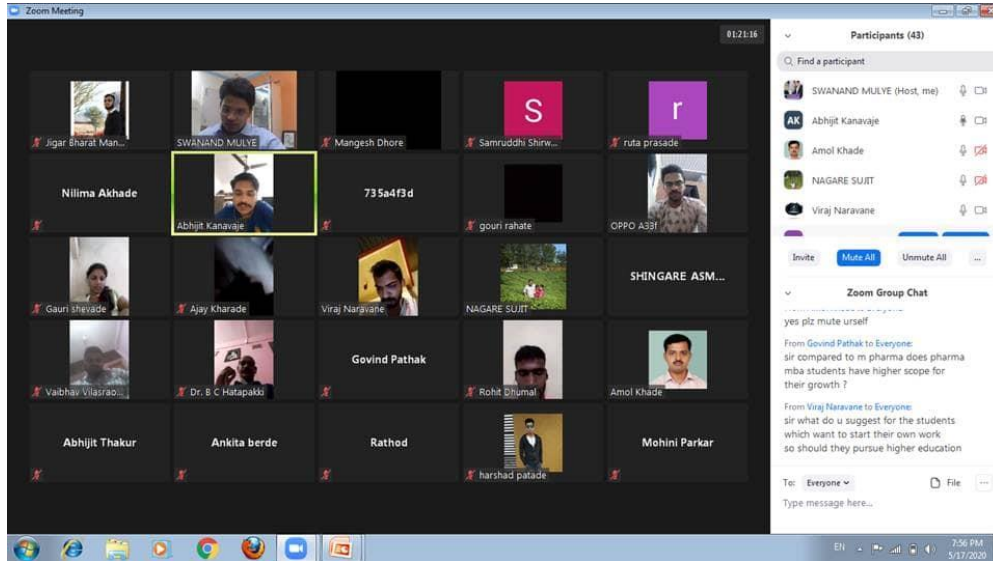 Zoom Meeting
01:21:16
Jigar Bharat Man...
SWANAND MULYE
Mangesh Dhore
S
Samruddhi Shirw...
r
ruta prasade
Nilima Akhade
Abhijit Kanavaje
735a4f3d
gouri rahate
OPPO A33f
Gauri shevade
Ajay Kharade
Viraj Naravane
NAGARE SUJIT
SHINGARE ASM...
Vaibhav Vilasrao...
Dr. B C Hatapakki
Govind Pathak
Rohit Dhumal
Amol Khade
Abhijit Thakur
Ankita berde
Rathod
harshad patade
Mohini Parkar
Participants (43)
Find a participant
SWANAND MULYE (Host, me)
AK
Abhijit Kanavaje
Amol Khade
NAGARE SUJIT
Viraj Naravane
Invite
Mute All
Unmute All
...
Zoom Group Chat
yes plz mute urself
From Govind Pathak to Everyone:
sir compared to m pharma does pharma
mba students have higher scope for
their growth ?
From Viraj Naravane to Everyone:
sir what do u suggest for the students
which want to start their own work
so should they pursue higher education
To: Everyone
File
...
Type message here...
EN
7:56 PM
5/17/2020